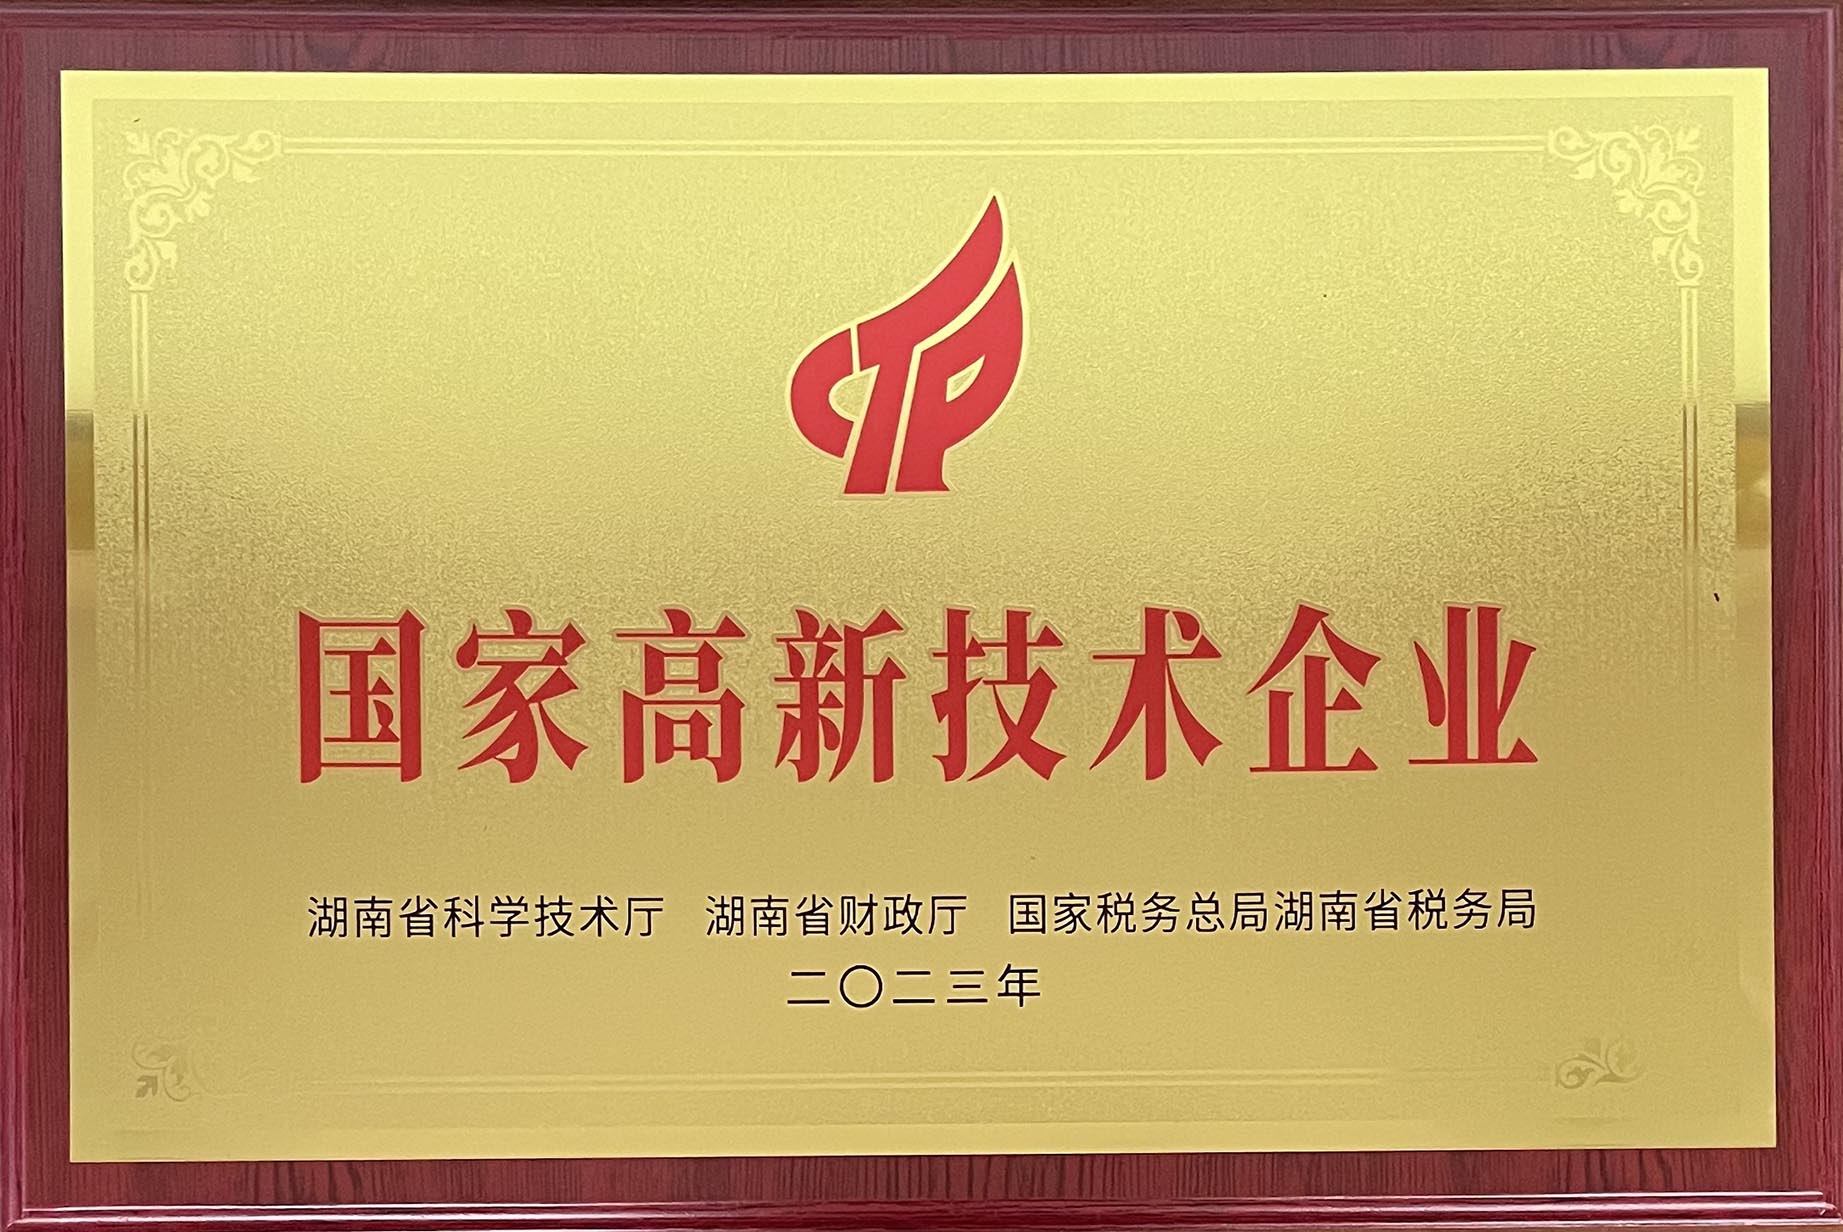 CTP
国家高新技术企业
湖南省科学技术厅 湖南省财政厅 国家税务总局湖南省税务局
二〇二三年